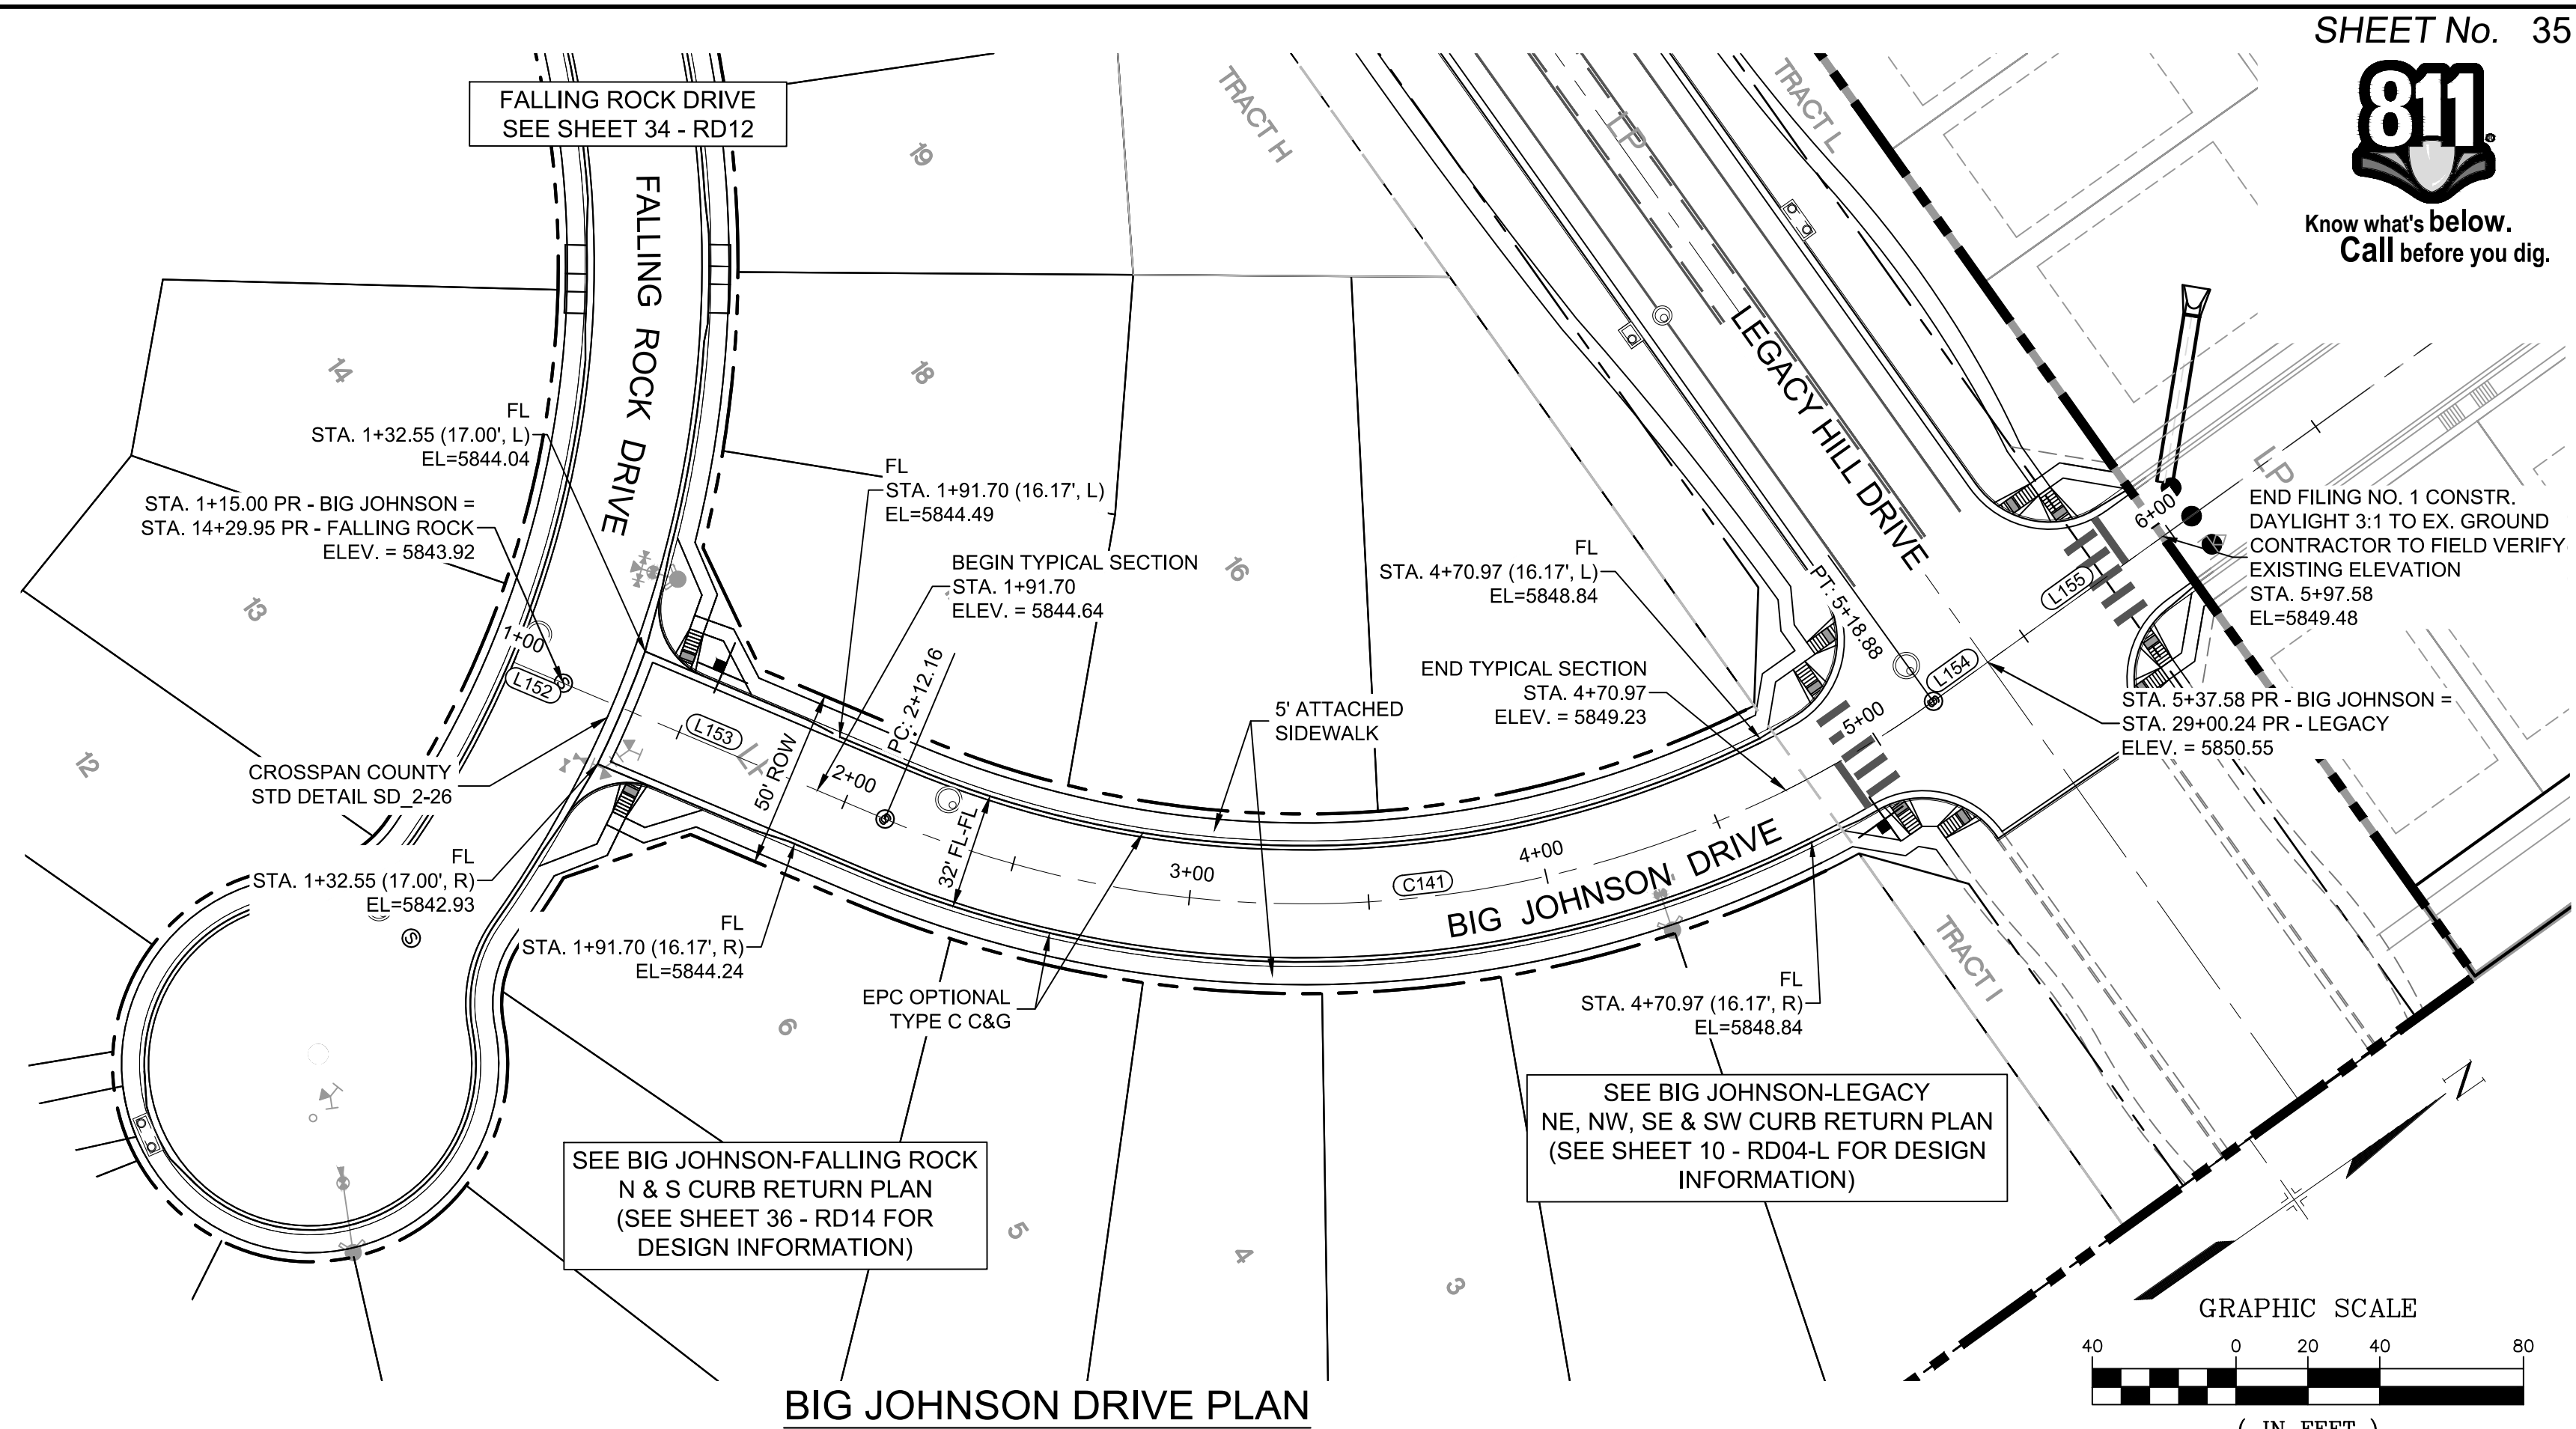 SHEET No. 35
811
Know what's below.
Call before you dig.
FALLING ROCK DRIVE
SEE SHEET 34 - RD12
FALLING ROCK DRIVE
19
TRACT H
LP
TRACT L
LEGACY HILL DRIVE
14
18
16
13
12
FL
STA. 1+32.55 (17.00', L)
EL=5844.04
STA. 1+15.00 PR - BIG JOHNSON =
STA. 14+29.95 PR - FALLING ROCK
ELEV. = 5843.92
1+00
L152
FL
STA. 1+91.70 (16.17', L)
EL=5844.49
BEGIN TYPICAL SECTION
STA. 1+91.70
ELEV. = 5844.64
PC: 2+12.16
L153
50' ROW
2+00
32' FL-FL
CROSSPAN COUNTY
STD DETAIL SD_2-26
FL
STA. 1+32.55 (17.00', R)
EL=5842.93
S
FL
STA. 1+91.70 (16.17', R)
EL=5844.24
EPC OPTIONAL
TYPE C C&G
5' ATTACHED
SIDEWALK
3+00
C141
4+00
BIG JOHNSON DRIVE
FL
STA. 4+70.97 (16.17', L)
EL=5848.84
END TYPICAL SECTION
STA. 4+70.97
ELEV. = 5849.23
PT: 5+18.88
5+00
L154
L155
6+00
LP
END FILING NO. 1 CONSTR.
DAYLIGHT 3:1 TO EX. GROUND
CONTRACTOR TO FIELD VERIFY
EXISTING ELEVATION
STA. 5+97.58
EL=5849.48
STA. 5+37.58 PR - BIG JOHNSON =
STA. 29+00.24 PR - LEGACY
ELEV. = 5850.55
FL
STA. 4+70.97 (16.17', R)
EL=5848.84
TRACT I
6
5
4
3
SEE BIG JOHNSON-FALLING ROCK
N & S CURB RETURN PLAN
(SEE SHEET 36 - RD14 FOR
DESIGN INFORMATION)
SEE BIG JOHNSON-LEGACY
NE, NW, SE & SW CURB RETURN PLAN
(SEE SHEET 10 - RD04-L FOR DESIGN
INFORMATION)
N
GRAPHIC SCALE
40 0 20 40 80
( IN FEET )
BIG JOHNSON DRIVE PLAN